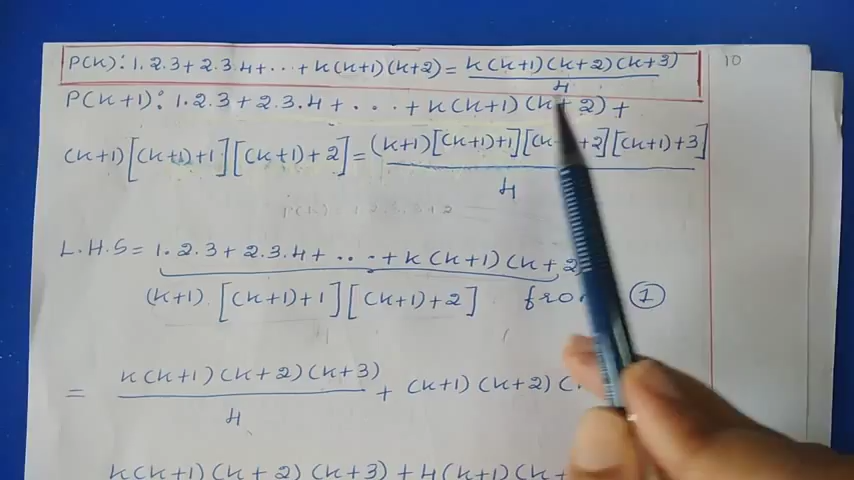 P(k): 1.2.3+2.3.4+...+k(k+1)(k+2) = k(k+1)(k+2)(k+3)/4
10
P(k+1): 1.2.3+2.3.4+...+k(k+1)(k+2)+
(k+1)[(k+1)+1][(k+1)+2] = (k+1)[(k+1)+1][(k +2][(k+1)+3]/4
L.H.S = 1.2.3+2.3.4+...+k(k+1)(k+2
(k+1) [(k+1)+1][(k+1)+2] from ①
= k(k+1)(k+2)(k+3)/4 + (k+1)(k+2)(
k(k+1)(k+2)(k+3)+4(k+1)(k+